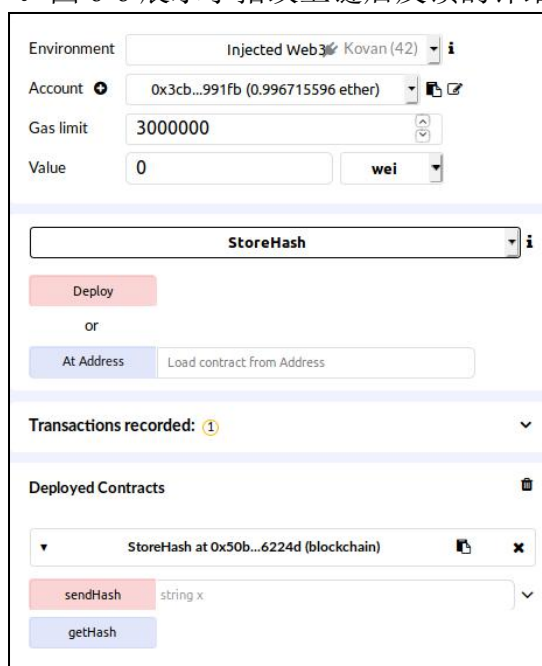 Environment Injected Web3 Kovan (42) i
Account 0x3cb...991fb (0.996715596 ether)
Gas limit 3000000
Value 0 wei
StoreHash i
Deploy
or
At Address Load contract from Address
Transactions recorded: 1
Deployed Contracts
StoreHash at 0x50b...6224d (blockchain)
sendHash string x
getHash